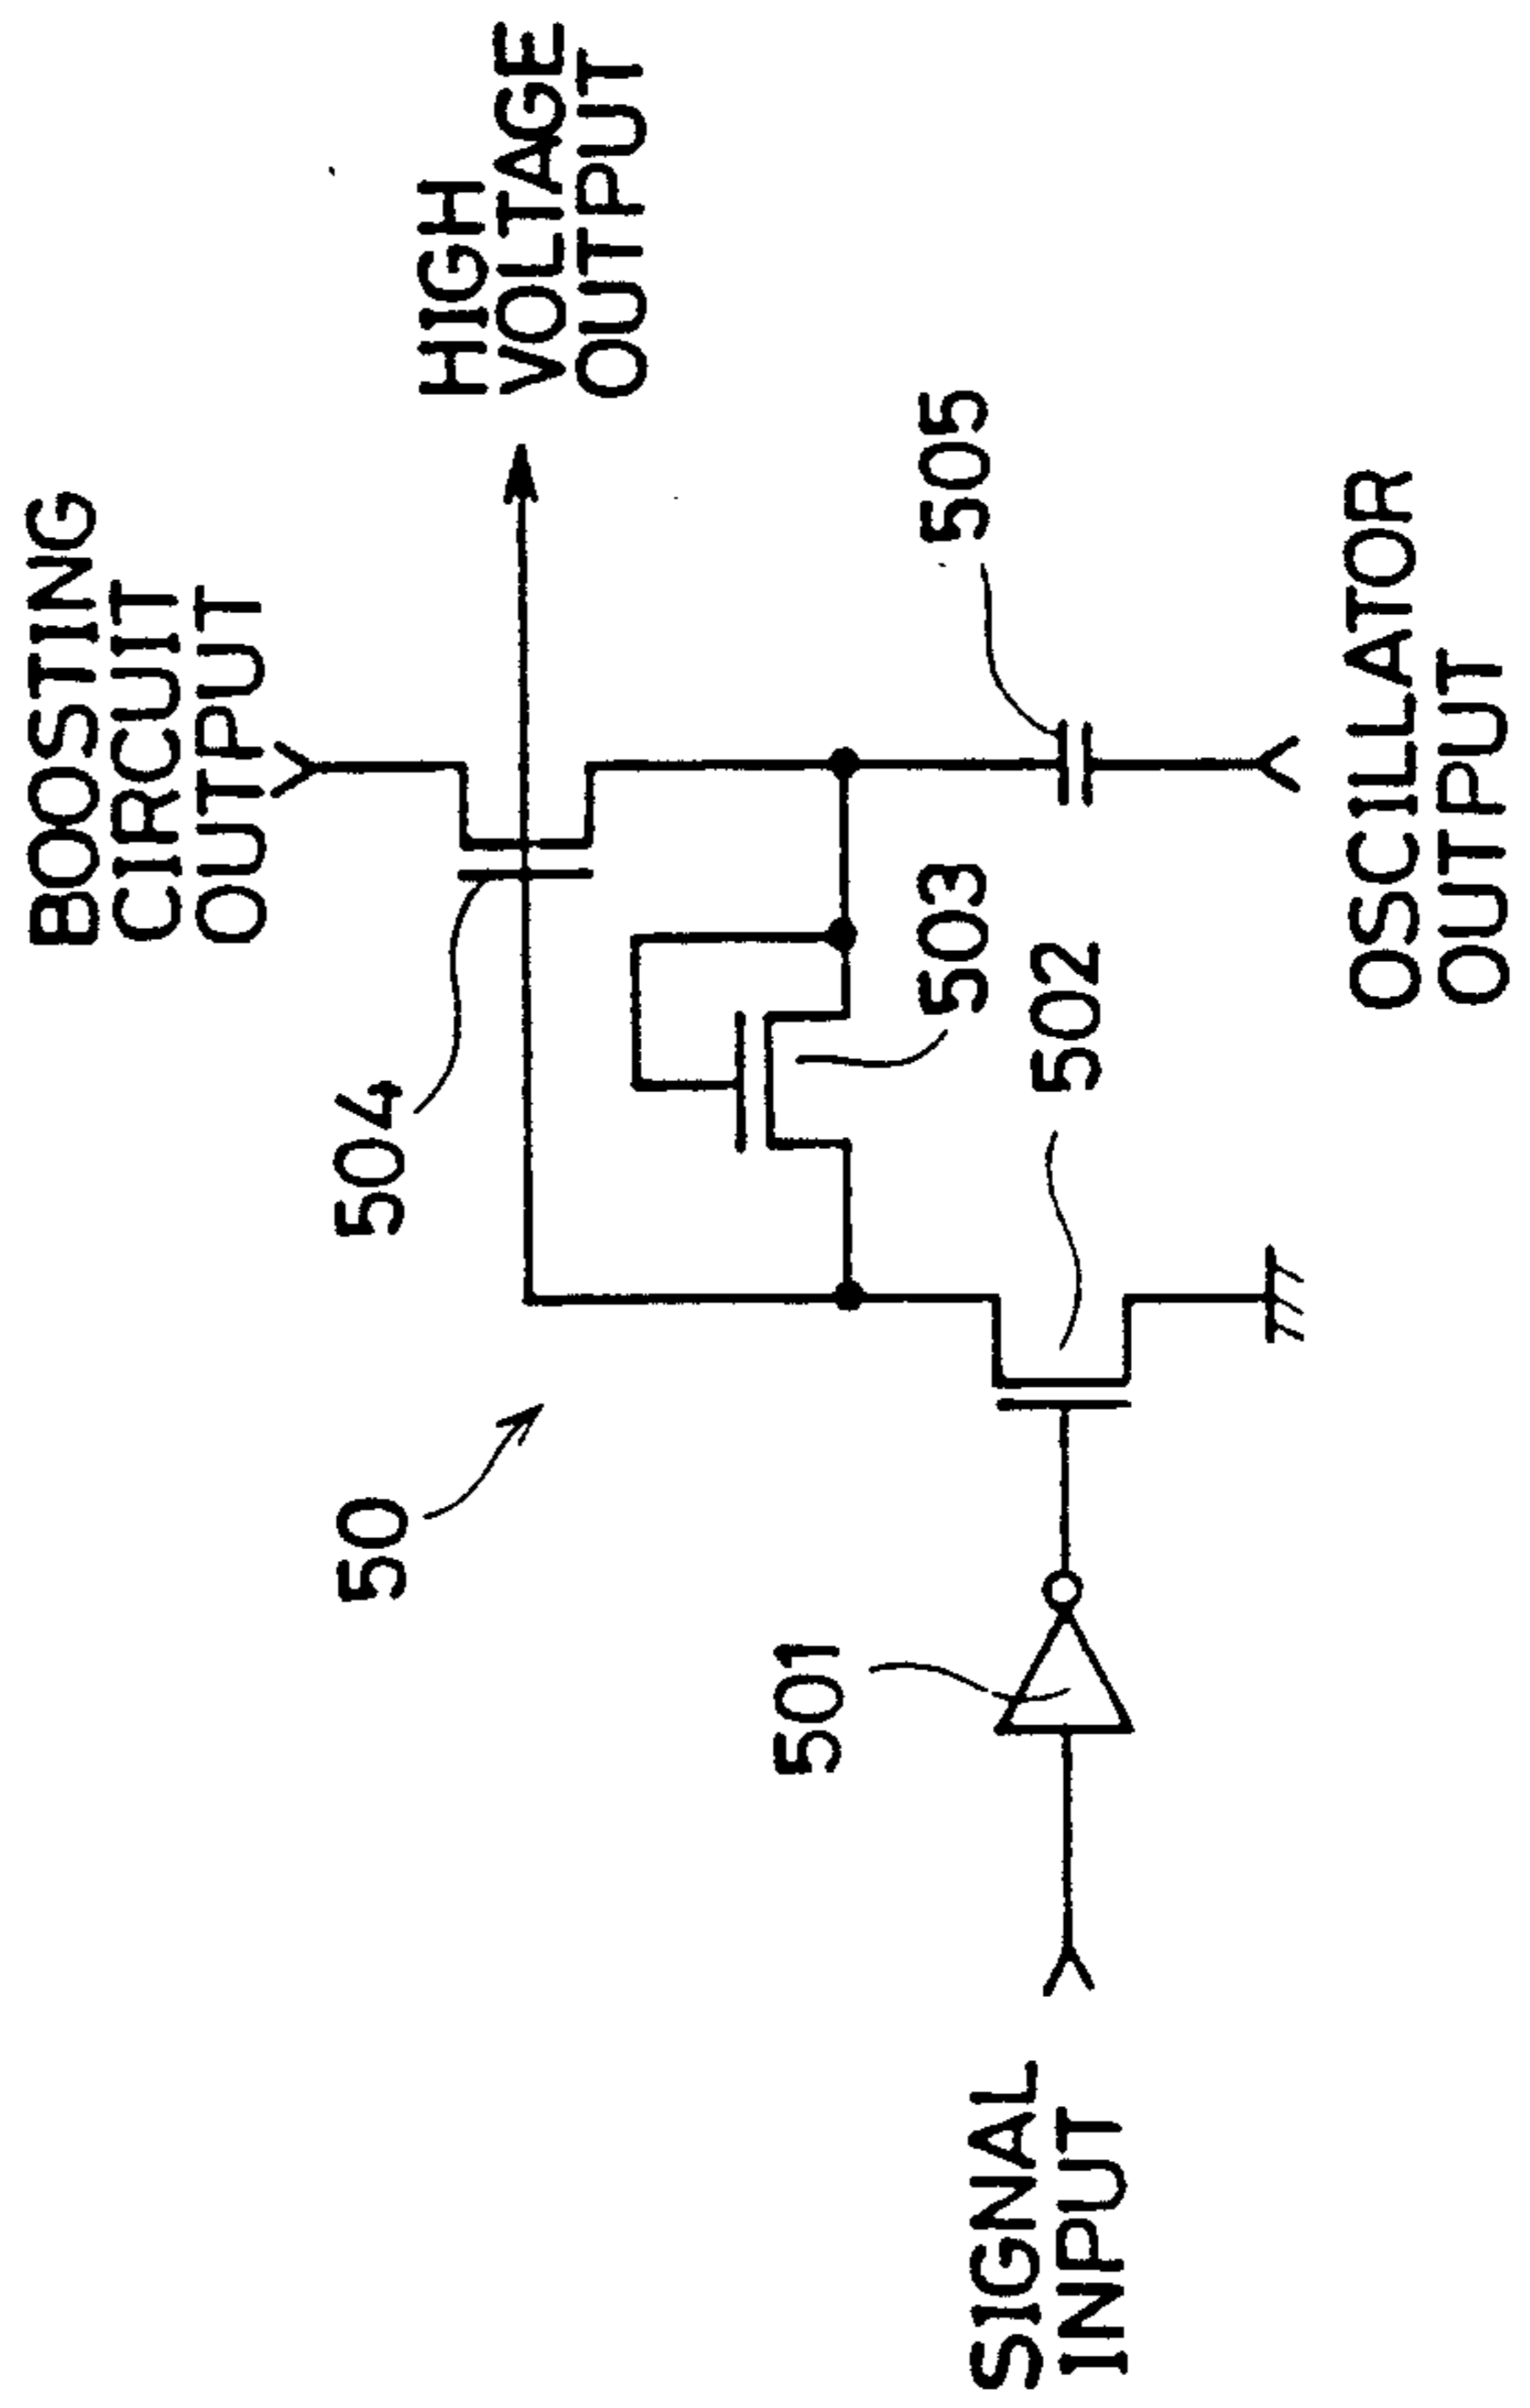 BOOSTING
CIRCUIT
OUTPUT
HIGH
VOLTAGE
OUTPUT
504
50
503
505
501
502
SIGNAL
INPUT
OSCILLATOR
OUTPUT